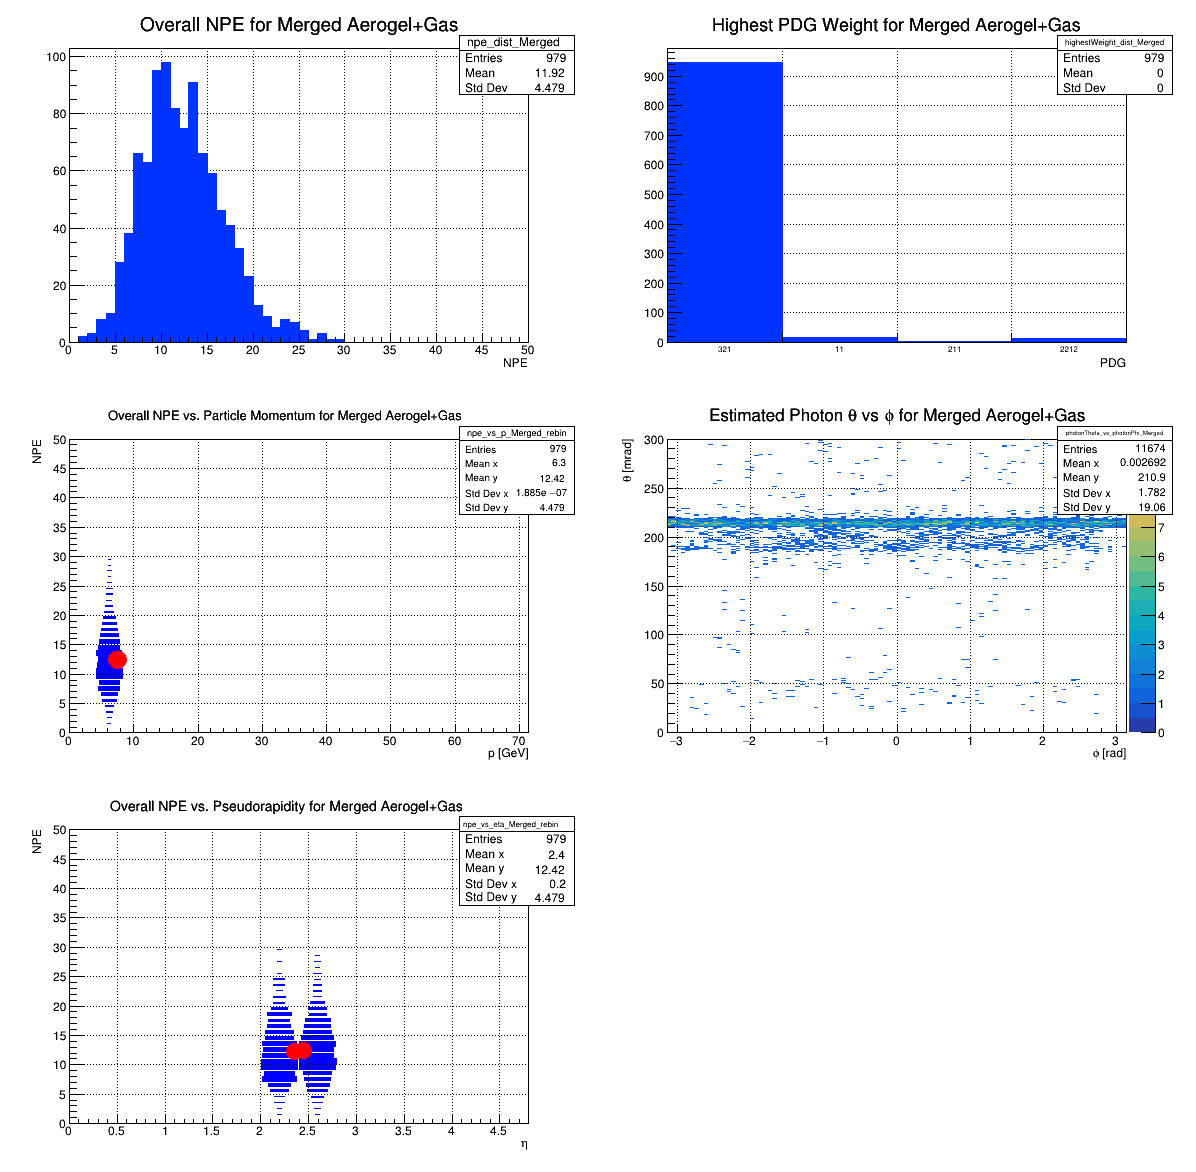 Overall NPE for Merged Aerogel+Gas
npe_dist_Merged
Entries 979
Mean 11.92
Std Dev 4.479
100
80
60
40
20
0
0 5 10 15 20 25 30 35 40 45 50
NPE
Highest PDG Weight for Merged Aerogel+Gas
highestWeight_dist_Merged
Entries 979
Mean 0
Std Dev 0
900
800
700
600
500
400
300
200
100
0
321 11 211 2212
PDG
Overall NPE vs. Particle Momentum for Merged Aerogel+Gas
npe_vs_p_Merged_rebin
Entries 979
Mean x 6.3
Mean y 12.42
Std Dev x 1.885e −07
Std Dev y 4.479
NPE
50
45
40
35
30
25
20
15
10
5
0
0 10 20 30 40 50 60 70
p [GeV]
Estimated Photon θ vs ϕ for Merged Aerogel+Gas
photonTheta_vs_photonPhi_Merged
Entries 11674
Mean x 0.002692
Mean y 210.9
Std Dev x 1.782
Std Dev y 19.06
θ [mrad]
300
250
200
150
100
50
0
−3 −2 −1 0 1 2 3
ϕ [rad]
7
6
5
4
3
2
1
0
Overall NPE vs. Pseudorapidity for Merged Aerogel+Gas
npe_vs_eta_Merged_rebin
Entries 979
Mean x 2.4
Mean y 12.42
Std Dev x 0.2
Std Dev y 4.479
NPE
50
45
40
35
30
25
20
15
10
5
0
0 0.5 1 1.5 2 2.5 3 3.5 4 4.5
η